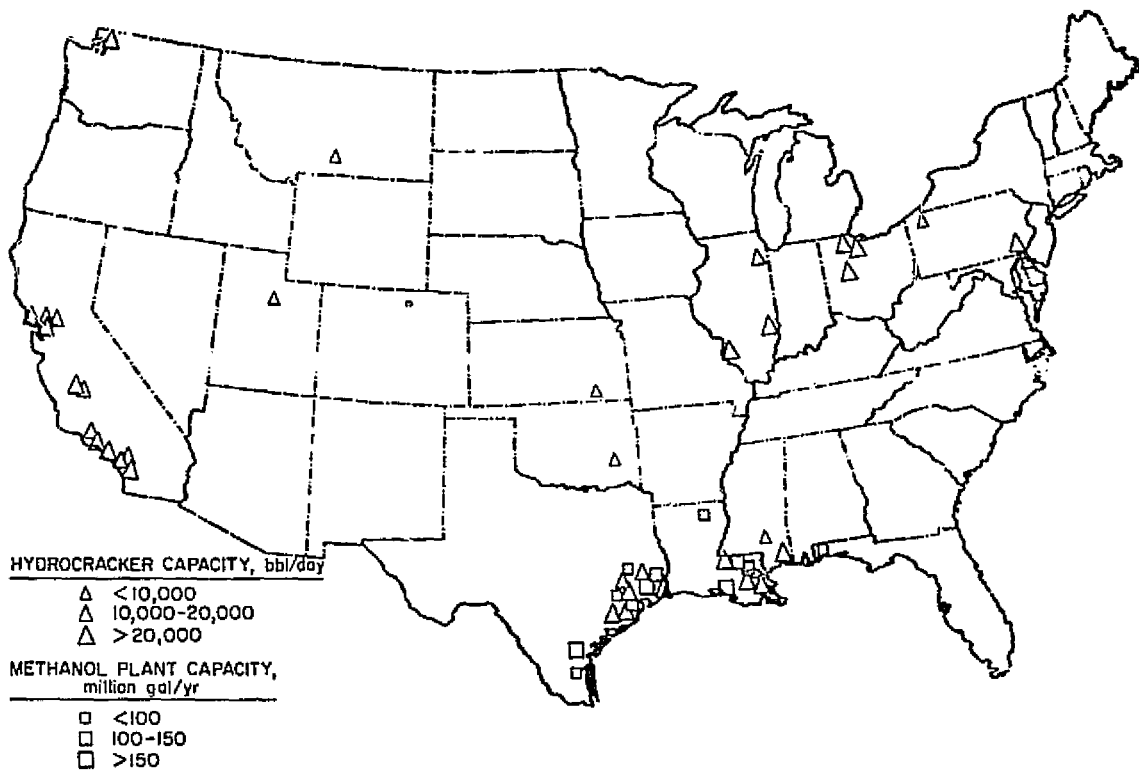 HYDROCRACKER CAPACITY, bbl/day
<10,000
10,000-20,000
>20,000
METHANOL PLANT CAPACITY,
million gal/yr
<100
100-150
>150